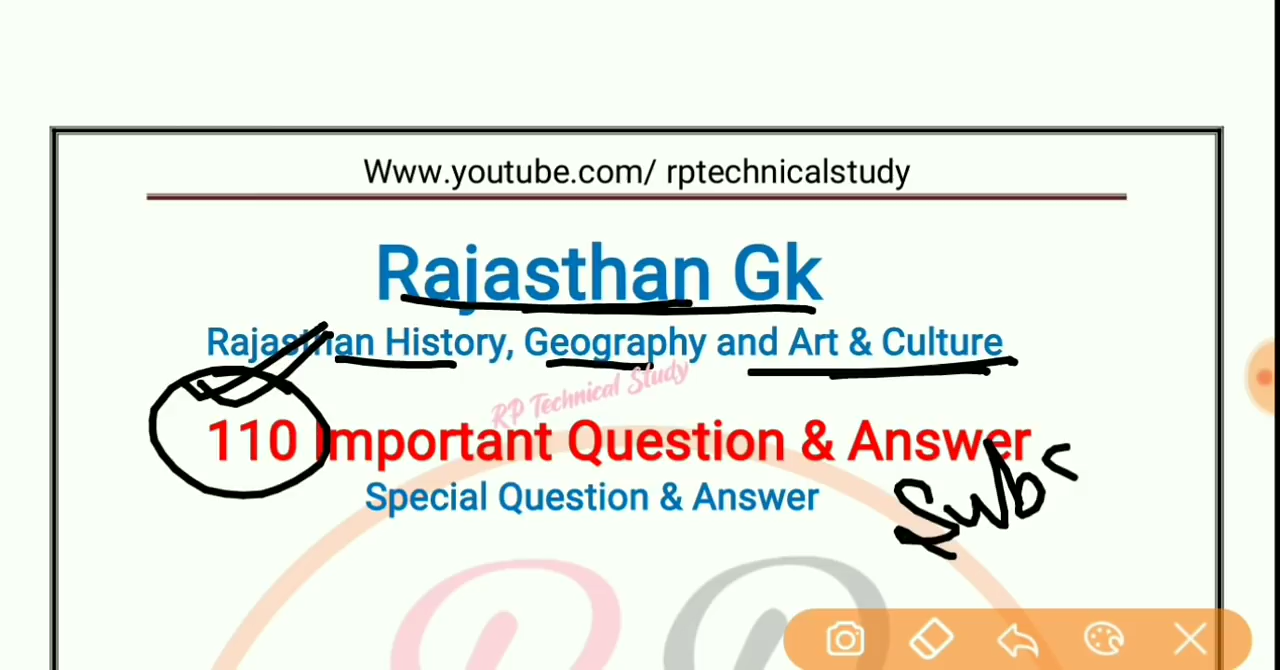 Www.youtube.com/ rptechnicalstudy
Rajasthan Gk
Rajasthan History, Geography and Art & Culture
RP Technical Study
110 Important Question & Answer
Special Question & Answer
Subs